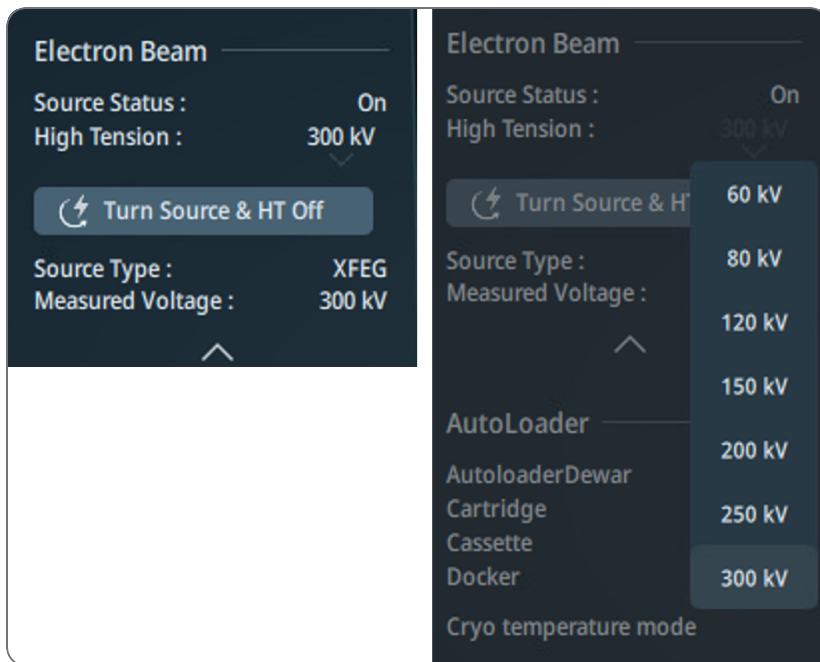 Electron Beam
Source Status : On
High Tension : 300 kV
Turn Source & HT Off
Source Type : XFEG
Measured Voltage : 300 kV
Electron Beam
Source Status : On
High Tension : 300 kV
Turn Source & H
Source Type :
Measured Voltage :
60 kV
80 kV
120 kV
150 kV
200 kV
250 kV
300 kV
AutoLoader
AutoloaderDewar
Cartridge
Cassette
Docker
Cryo temperature mode